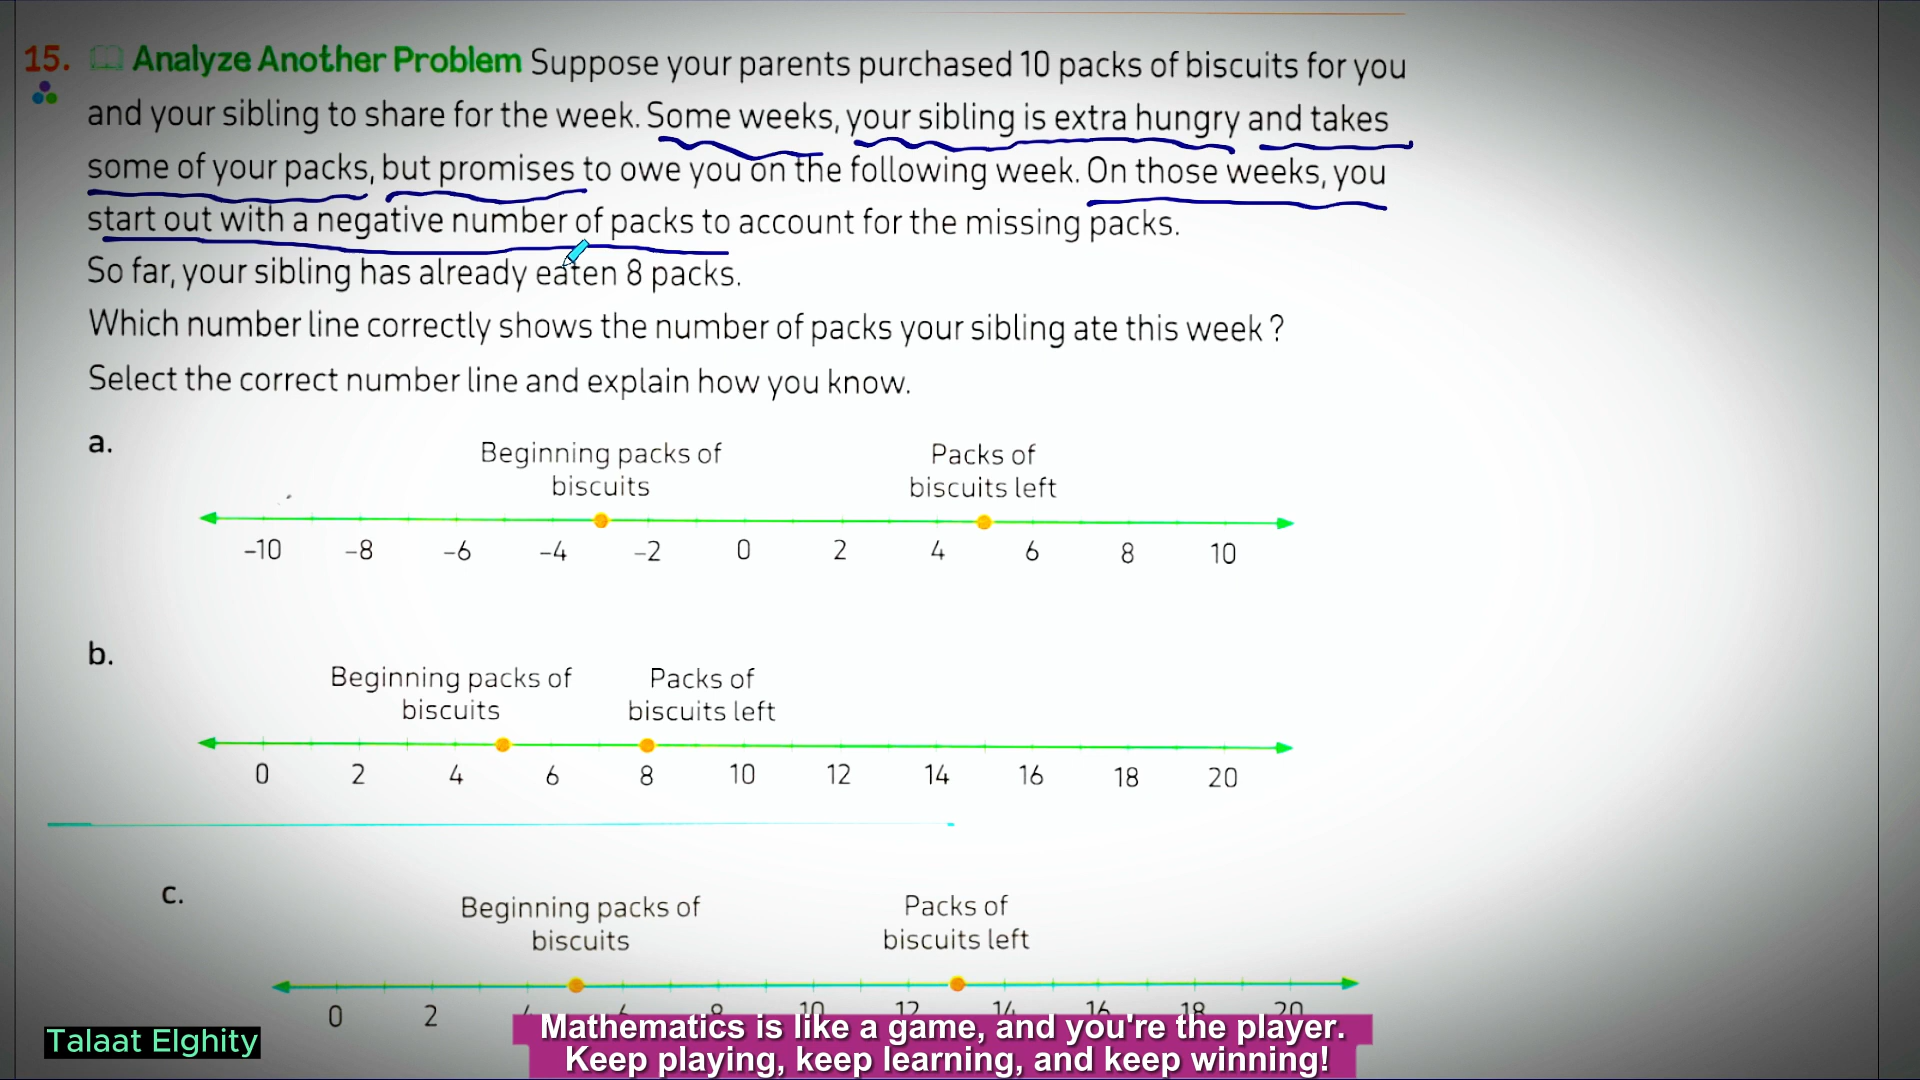 15. Analyze Another Problem Suppose your parents purchased 10 packs of biscuits for you
and your sibling to share for the week. Some weeks, your sibling is extra hungry and takes
some of your packs, but promises to owe you on the following week. On those weeks, you
start out with a negative number of packs to account for the missing packs.
So far, your sibling has already eaten 8 packs.
Which number line correctly shows the number of packs your sibling ate this week ?
Select the correct number line and explain how you know.
a.
Beginning packs of
biscuits
Packs of
biscuits left
-10 -8 -6 -4 -2 0 2 4 6 8 10
b.
Beginning packs of
biscuits
Packs of
biscuits left
0 2 4 6 8 10 12 14 16 18 20
c.
Beginning packs of
biscuits
Packs of
biscuits left
0 2 10 12 14 16 18 20
Talaat Elghity
Mathematics is like a game, and you're the player.
Keep playing, keep learning, and keep winning!